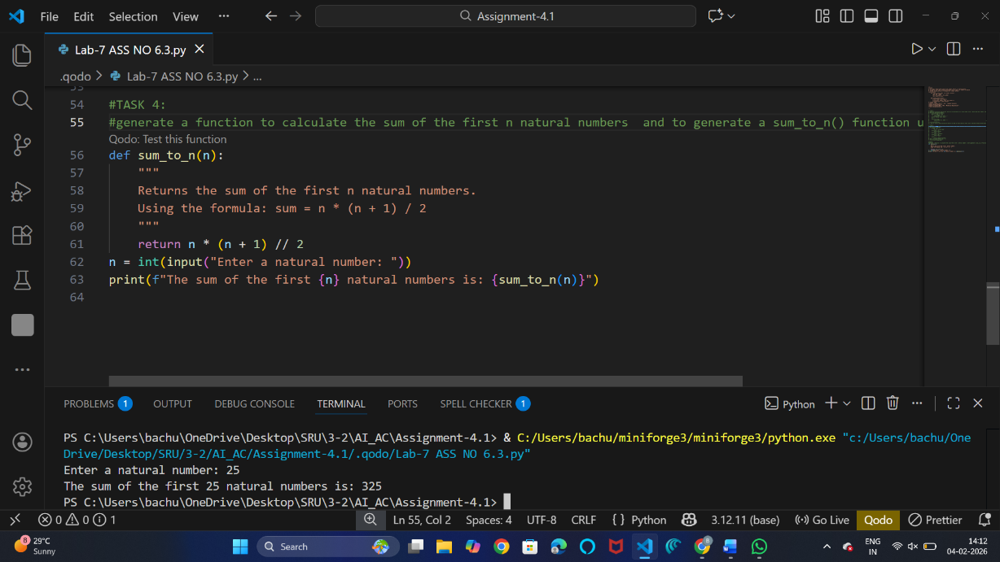 File Edit Selection View ··· Assignment-4.1
Lab-7 ASS NO 6.3.py
.qodo > Lab-7 ASS NO 6.3.py > ...
53
54 #TASK 4:
55 #generate a function to calculate the sum of the first n natural numbers  and to generate a sum_to_n() function u
Qodo: Test this function
56 def sum_to_n(n):
57     """
58     Returns the sum of the first n natural numbers.
59     Using the formula: sum = n * (n + 1) / 2
60     """
61     return n * (n + 1) // 2
62 n = int(input("Enter a natural number: "))
63 print(f"The sum of the first {n} natural numbers is: {sum_to_n(n)}")
64
PROBLEMS 1 OUTPUT DEBUG CONSOLE TERMINAL PORTS SPELL CHECKER 1 Python
PS C:\Users\bachu\OneDrive\Desktop\SRU\3-2\AI_AC\Assignment-4.1> & C:/Users/bachu/miniforge3/miniforge3/python.exe "c:/Users/bachu/One
Drive/Desktop/SRU/3-2/AI_AC/Assignment-4.1/.qodo/Lab-7 ASS NO 6.3.py"
Enter a natural number: 25
The sum of the first 25 natural numbers is: 325
PS C:\Users\bachu\OneDrive\Desktop\SRU\3-2\AI_AC\Assignment-4.1>
0 0 1 Ln 55, Col 2 Spaces: 4 UTF-8 CRLF { } Python 3.12.11 (base) Go Live Qodo Prettier
8 29°C Search ENG 14:12
Sunny IN 04-02-2026